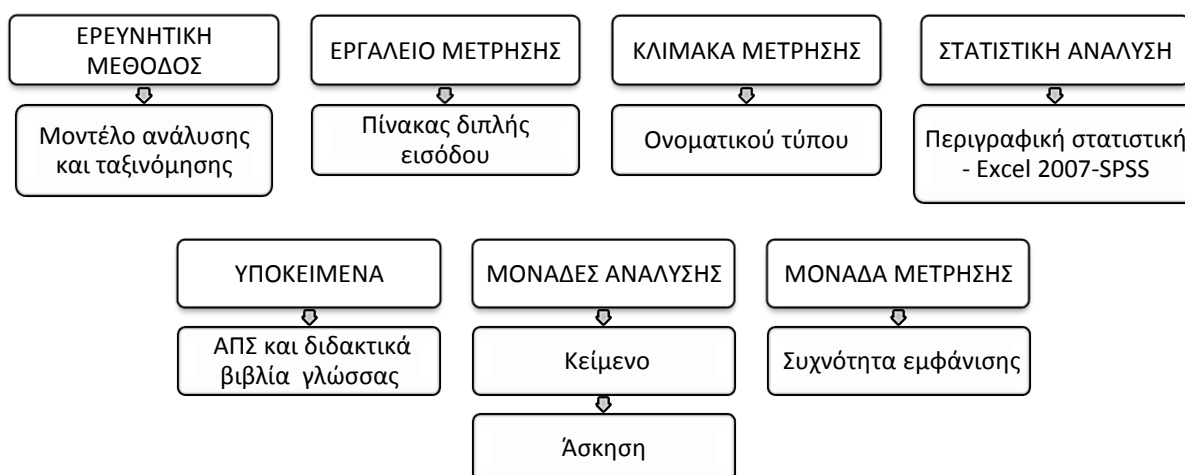 ΕΡΕΥΝΗΤΙΚΗ
ΜΕΘΟΔΟΣ
Μοντέλο ανάλυσης
και ταξινόμησης
ΕΡΓΑΛΕΙΟ ΜΕΤΡΗΣΗΣ
Πίνακας διπλής
εισόδου
ΚΛΙΜΑΚΑ ΜΕΤΡΗΣΗΣ
Ονοματικού τύπου
ΣΤΑΤΙΣΤΙΚΗ ΑΝΑΛΥΣΗ
Περιγραφική στατιστική
- Excel 2007-SPSS
ΥΠΟΚΕΙΜΕΝΑ
ΑΠΣ και διδακτικά
βιβλία γλώσσας
ΜΟΝΑΔΕΣ ΑΝΑΛΥΣΗΣ
Κείμενο
Άσκηση
ΜΟΝΑΔΑ ΜΕΤΡΗΣΗΣ
Συχνότητα εμφάνισης